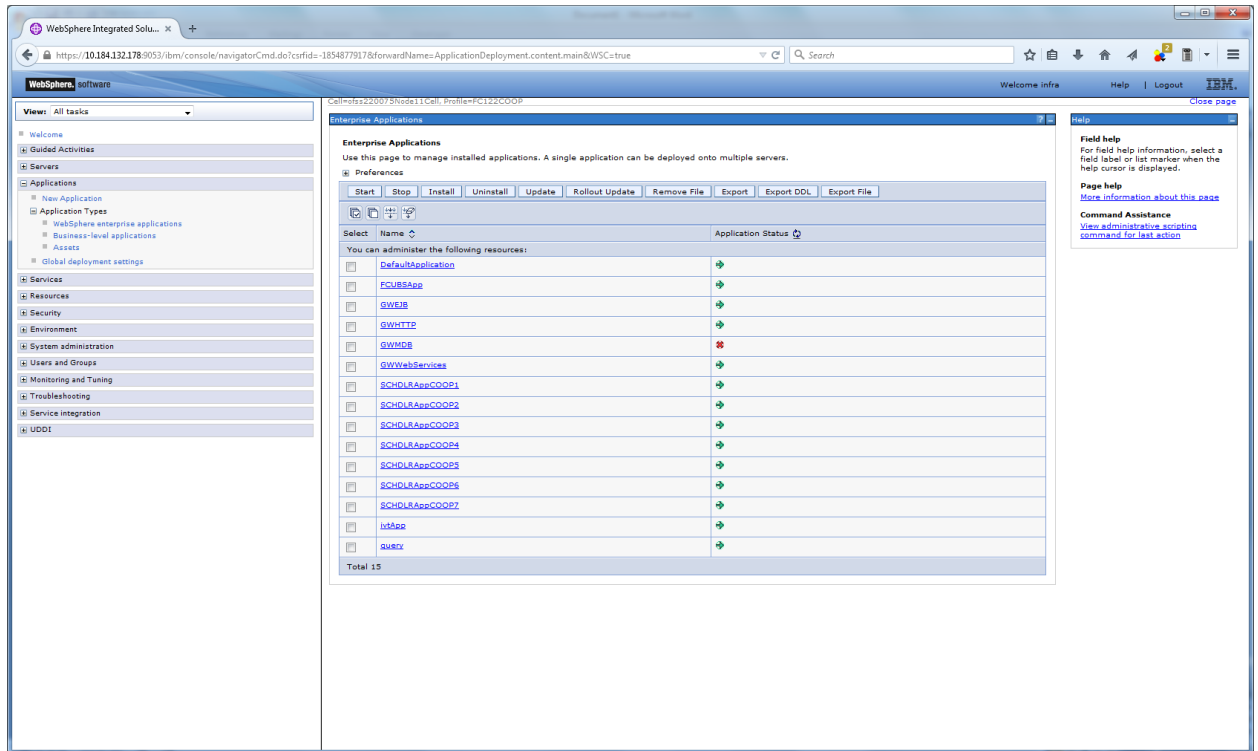 WebSphere Integrated Solu... × +
https://10.184.132.178:9053/ibm/console/navigatorCmd.do?csrfid=-1854877917&forwardName=ApplicationDeployment.content.main&WSC=true
Search
2
WebSphere. software
Welcome infra
Help | Logout
IBM.
View: All tasks
Cell=ofss220075Node11Cell, Profile=FC122COOP
Close page
Welcome
Guided Activities
Servers
Applications
New Application
Application Types
WebSphere enterprise applications
Business-level applications
Assets
Global deployment settings
Services
Resources
Security
Environment
System administration
Users and Groups
Monitoring and Tuning
Troubleshooting
Service integration
UDDI
Enterprise Applications
Enterprise Applications
Use this page to manage installed applications. A single application can be deployed onto multiple servers.
Preferences
Start Stop Install Uninstall Update Rollout Update Remove File Export Export DDL Export File
Select Name Application Status
You can administer the following resources:
DefaultApplication
FCUBSApp
GWEJB
GWHTTP
GWMDB
GWWebServices
SCHDLRAppCOOP1
SCHDLRAppCOOP2
SCHDLRAppCOOP3
SCHDLRAppCOOP4
SCHDLRAppCOOP5
SCHDLRAppCOOP6
SCHDLRAppCOOP7
ivtApp
query
Total 15
Help
Field help
For field help information, select a
field label or list marker when the
help cursor is displayed.
Page help
More information about this page
Command Assistance
View administrative scripting
command for last action